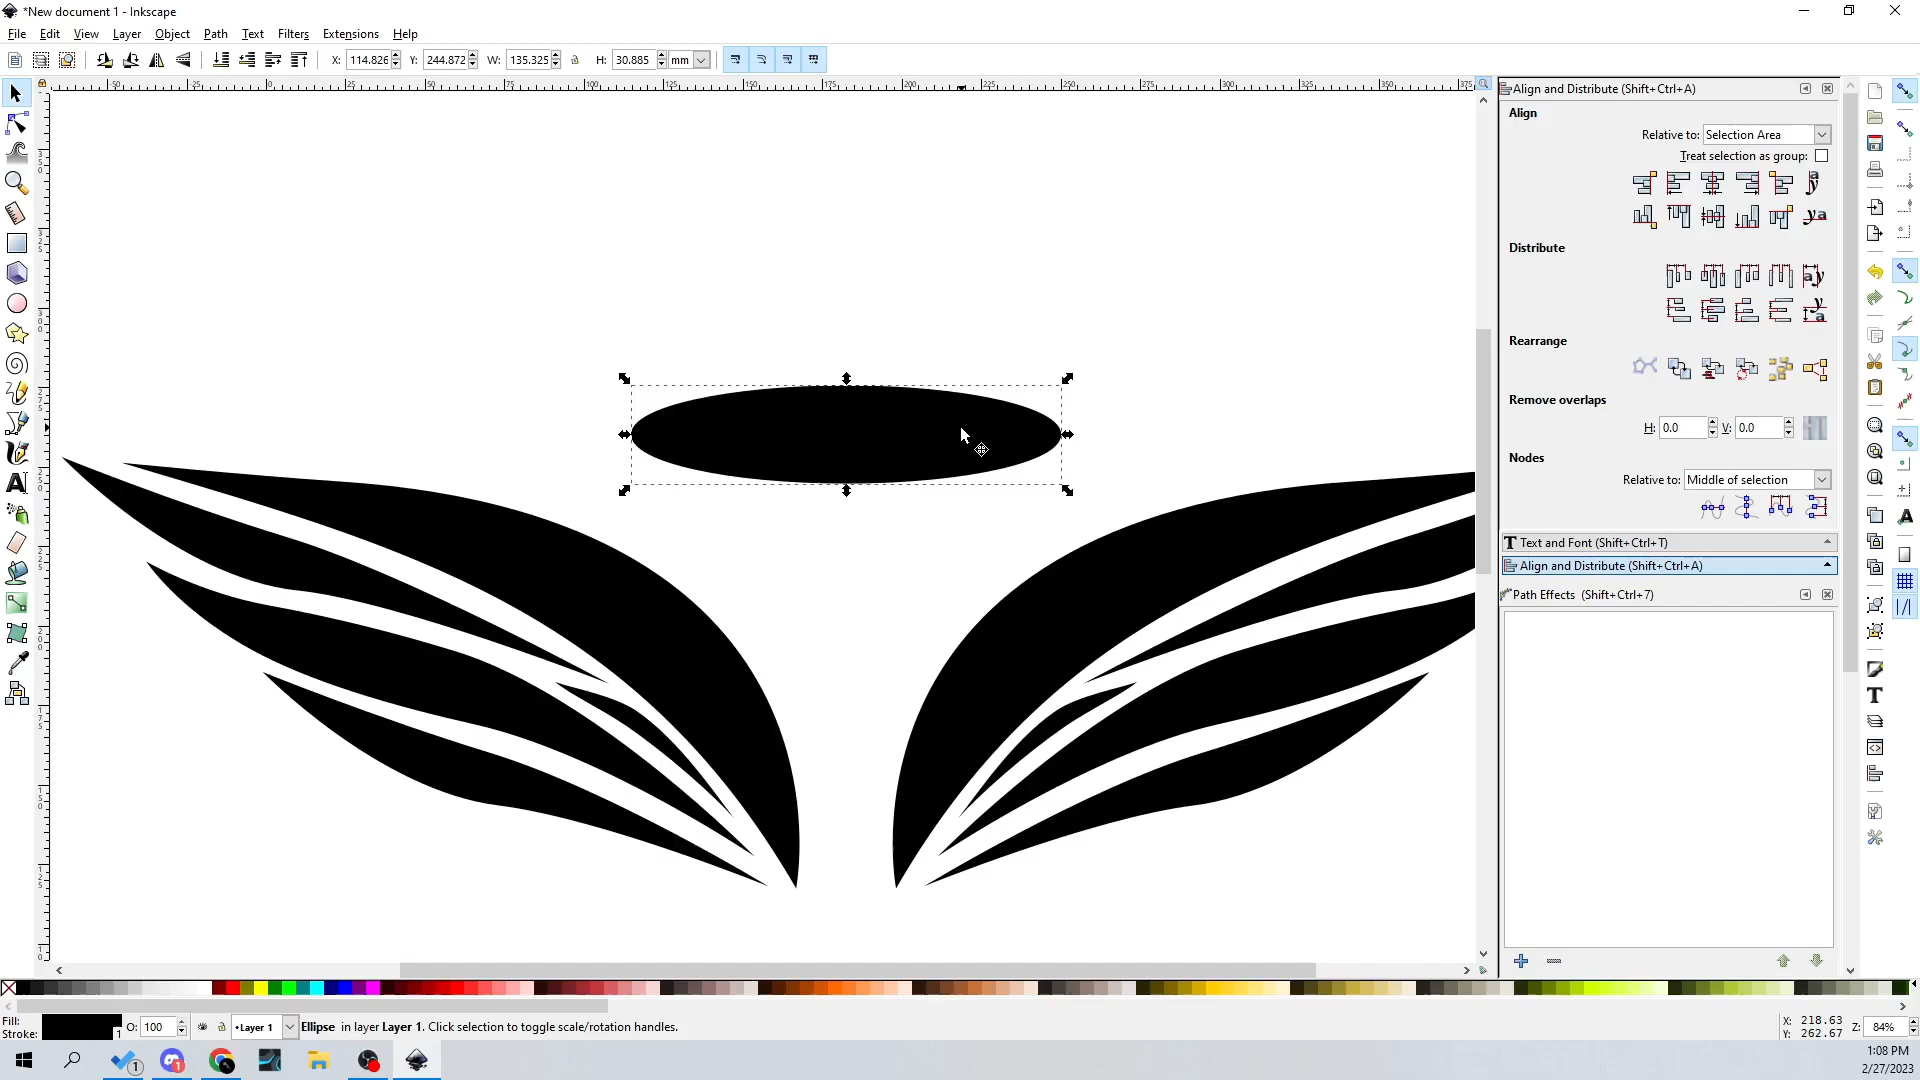 *New document 1 - Inkscape
File Edit View Layer Object Path Text Filters Extensions Help
X: 114.826 Y: 244.872 W: 135.325 H: 30.885 mm
Align and Distribute (Shift+Ctrl+A)
Align
Relative to: Selection Area
Treat selection as group:
Distribute
Rearrange
Remove overlaps
H: 0.0 V: 0.0
Nodes
Relative to: Middle of selection
Text and Font (Shift+Ctrl+T)
Align and Distribute (Shift+Ctrl+A)
Path Effects (Shift+Ctrl+7)
Fill:
Stroke: 1
O: 100
•Layer 1
Ellipse in layer Layer 1. Click selection to toggle scale/rotation handles.
X: 218.63
Y: 262.67
Z: 84%
1:08 PM
2/27/2023